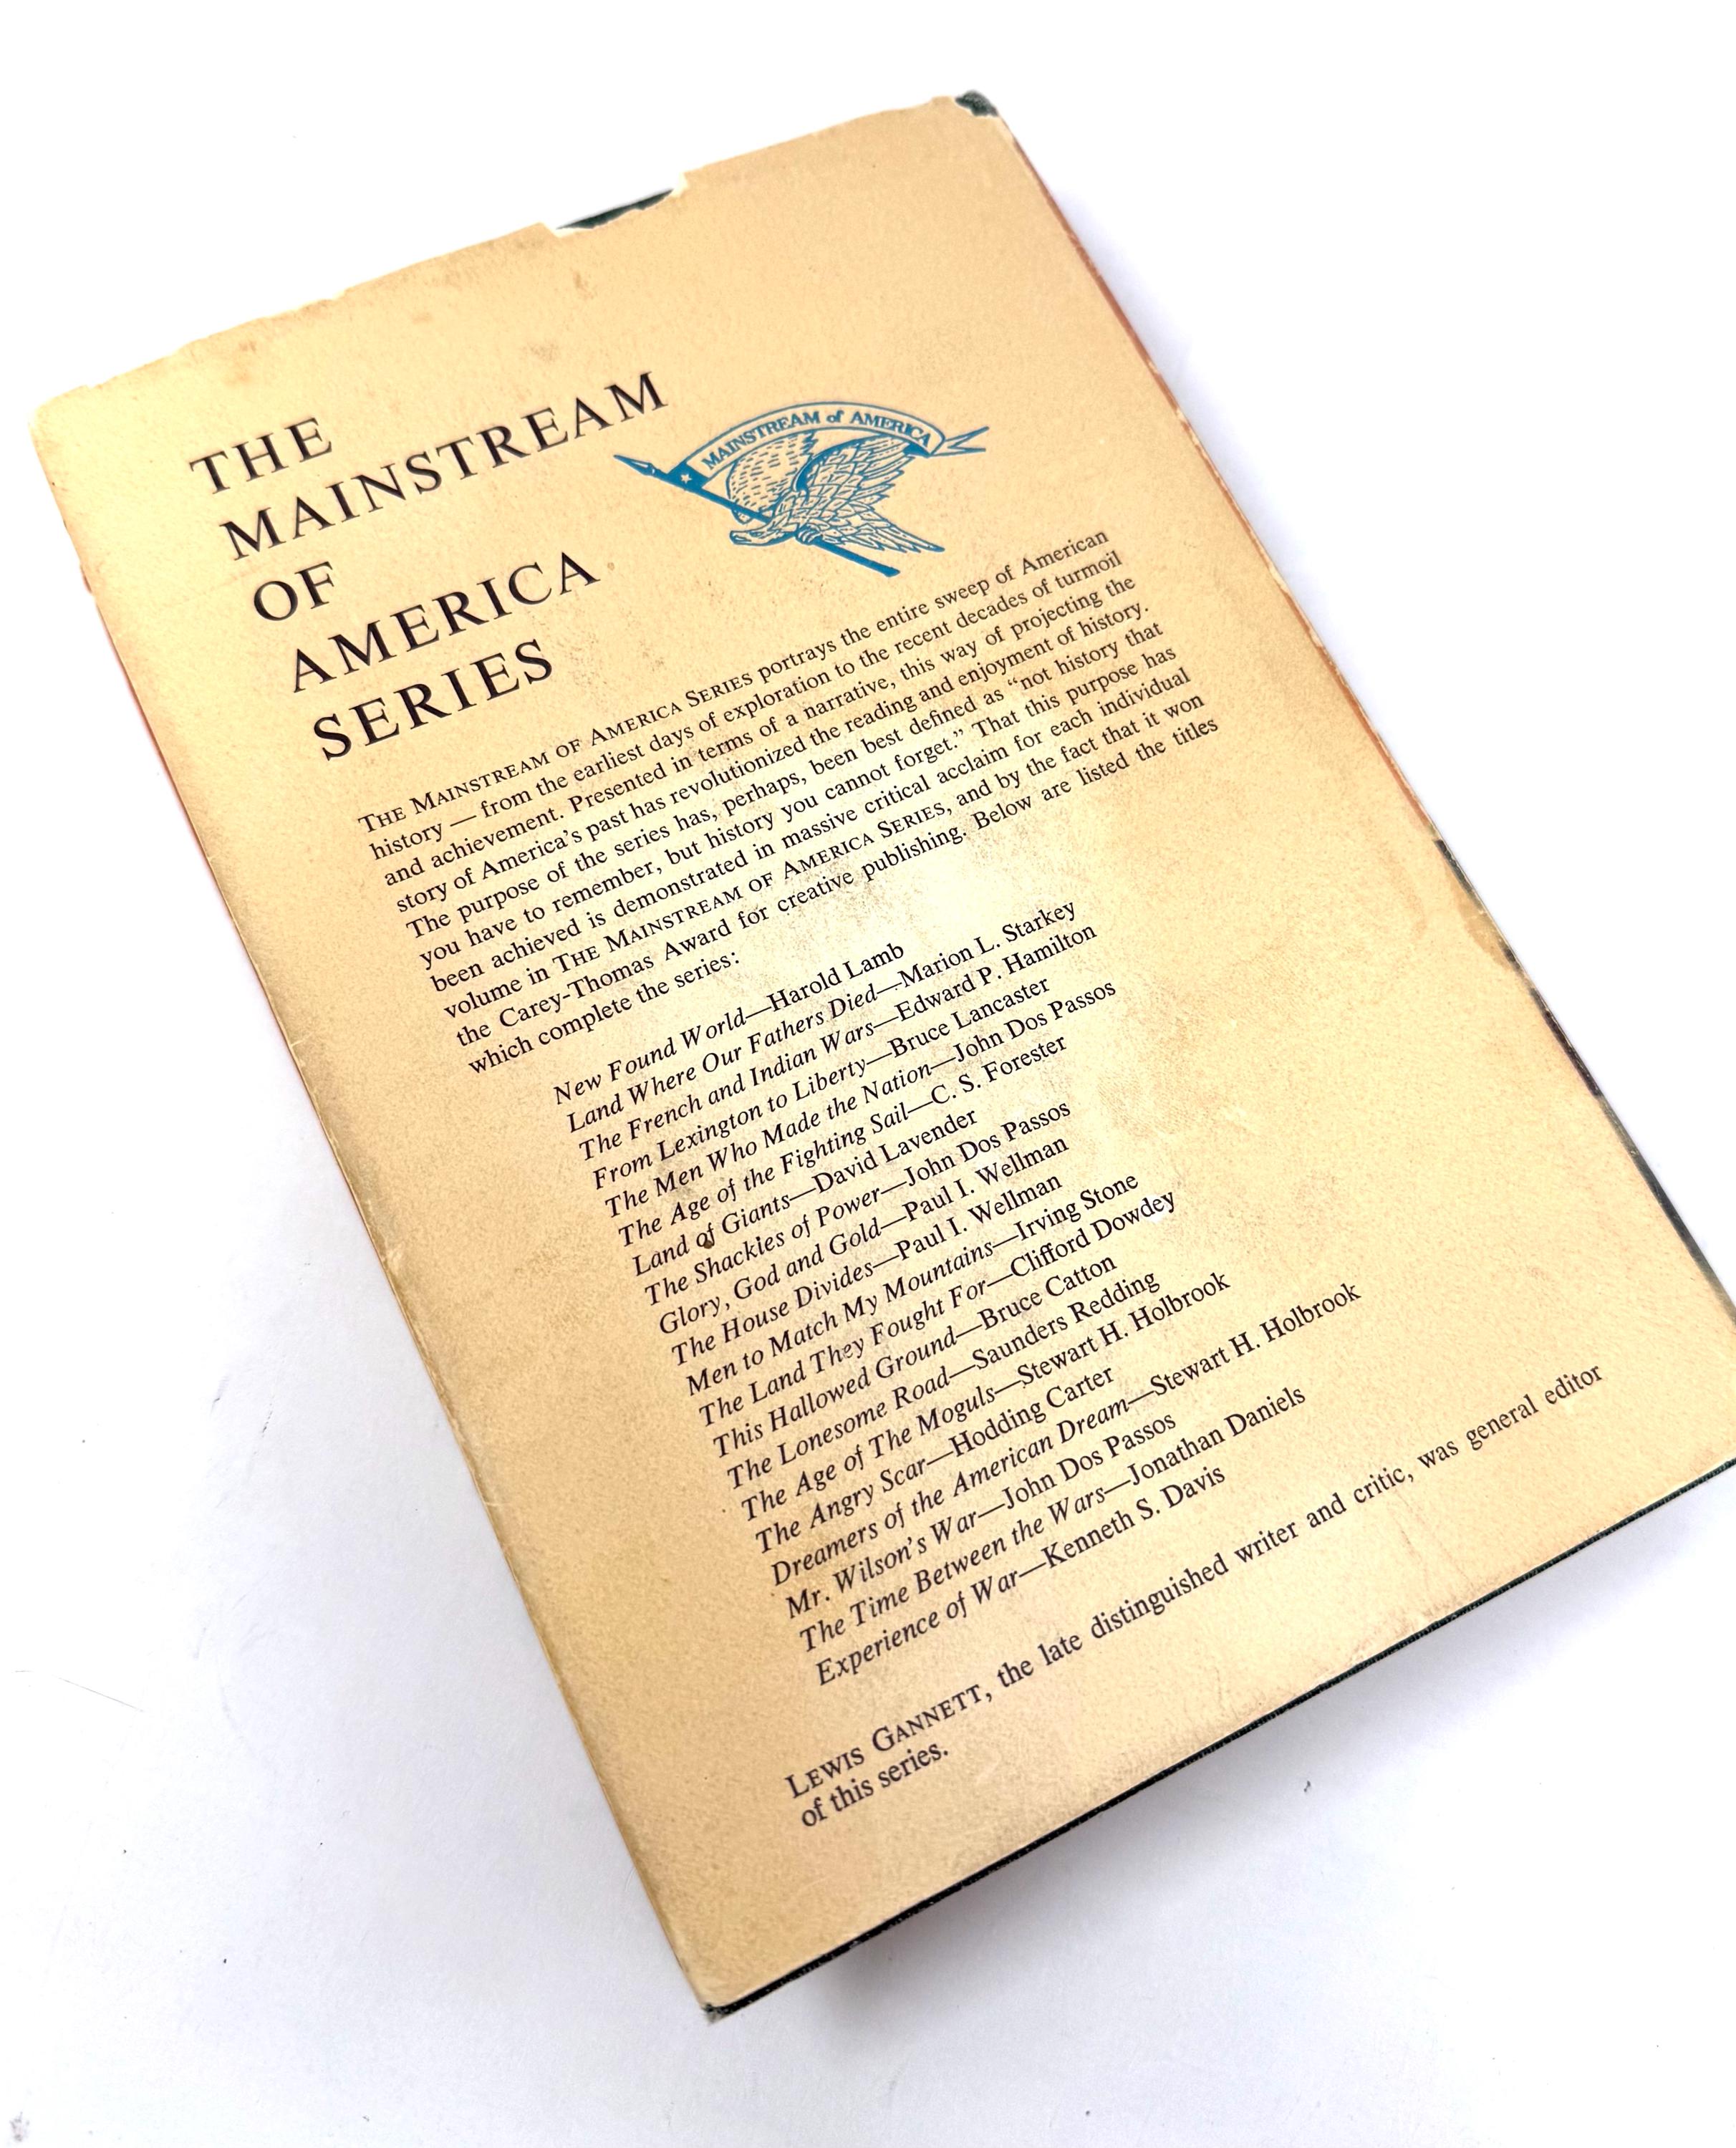 THE
MAINSTREAM
OF
AMERICA
SERIES
MAINSTREAM of AMERICA
THE MAINSTREAM OF AMERICA SERIES portrays the entire sweep of American
history — from the earliest days of exploration to the recent decades of turmoil
and achievement. Presented in terms of a narrative, this way of projecting the
story of America's past has revolutionized the reading and enjoyment of history.
The purpose of the series has, perhaps, been best defined as “not history that
you have to remember, but history you cannot forget.” That this purpose has
been achieved is demonstrated in massive critical acclaim for each individual
volume in THE MAINSTREAM OF AMERICA SERIES, and by the fact that it won
the Carey-Thomas Award for creative publishing. Below are listed the titles
which complete the series:
New Found World—Harold Lamb
Land Where Our Fathers Died—Marion L. Starkey
The French and Indian Wars—Edward P. Hamilton
From Lexington to Liberty—Bruce Lancaster
The Men Who Made the Nation—John Dos Passos
The Age of the Fighting Sail—C. S. Forester
Land of Giants—David Lavender
The Shackles of Power—John Dos Passos
Glory, God and Gold—Paul I. Wellman
The House Divides—Paul I. Wellman
Men to Match My Mountains—Irving Stone
The Land They Fought For—Clifford Dowdey
This Hallowed Ground—Bruce Catton
The Lonesome Road—Saunders Redding
The Age of The Moguls—Stewart H. Holbrook
The Angry Scar—Hodding Carter
Dreamers of the American Dream—Stewart H. Holbrook
Mr. Wilson's War—John Dos Passos
The Time Between the Wars—Jonathan Daniels
Experience of War—Kenneth S. Davis
LEWIS GANNETT, the late distinguished writer and critic, was general editor
of this series.